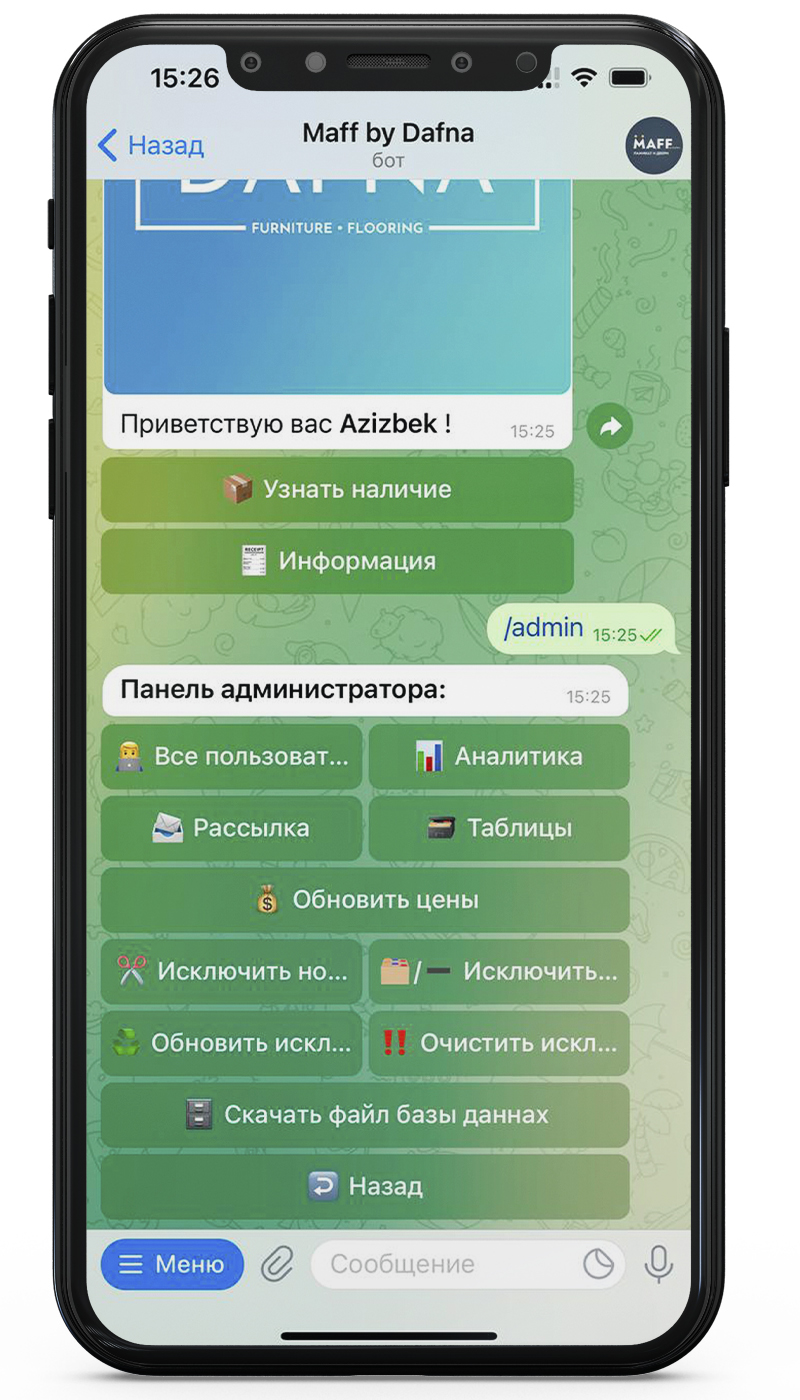 15:26
Назад
Maff by Dafna
бот
MAFF
DAFNA
FURNITURE • FLOORING
Приветствую вас Azizbek !
15:25
Узнать наличие
RECEIPT
Информация
/admin 15:25
Панель администратора:
15:25
Все пользоват...
Аналитика
Рассылка
Таблицы
Обновить цены
Исключить но...
/➖ Исключить...
Обновить искл...
Очистить искл...
Скачать файл базы даннах
Назад
Меню
Сообщение